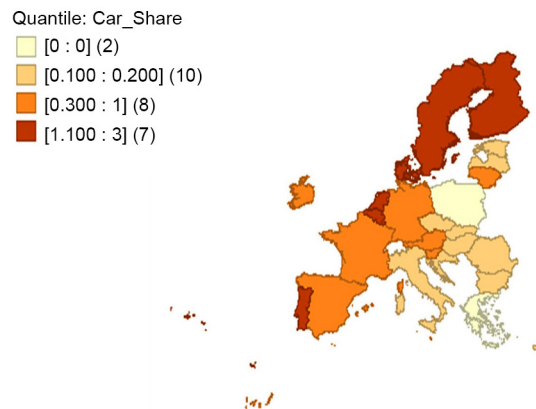 Quantile: Car_Share
[0 : 0] (2)
[0.100 : 0.200] (10)
[0.300 : 1] (8)
[1.100 : 3] (7)